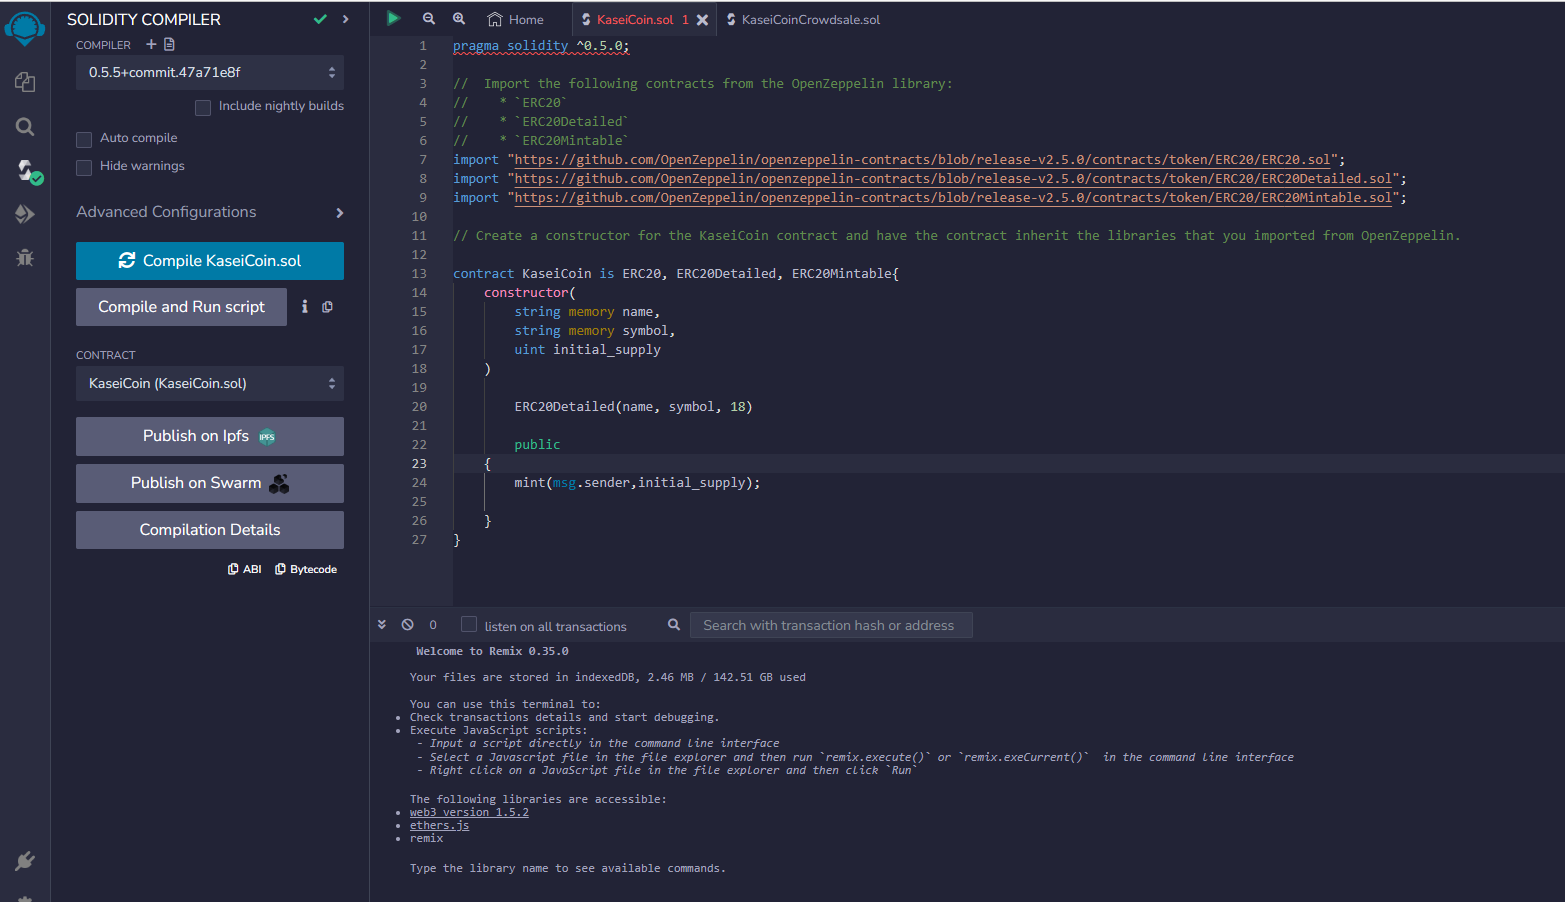 SOLIDITY COMPILER
COMPILER
0.5.5+commit.47a71e8f
Include nightly builds
Auto compile
Hide warnings
Advanced Configurations
Compile KaseiCoin.sol
Compile and Run script
CONTRACT
KaseiCoin (KaseiCoin.sol)
Publish on Ipfs IPFS
Publish on Swarm
Compilation Details
ABI Bytecode
Home KaseiCoin.sol 1 KaseiCoinCrowdsale.sol
1 pragma solidity ^0.5.0;
2
3 //  Import the following contracts from the OpenZeppelin library:
4 //    * `ERC20`
5 //    * `ERC20Detailed`
6 //    * `ERC20Mintable`
7 import "https://github.com/OpenZeppelin/openzeppelin-contracts/blob/release-v2.5.0/contracts/token/ERC20/ERC20.sol";
8 import "https://github.com/OpenZeppelin/openzeppelin-contracts/blob/release-v2.5.0/contracts/token/ERC20/ERC20Detailed.sol";
9 import "https://github.com/OpenZeppelin/openzeppelin-contracts/blob/release-v2.5.0/contracts/token/ERC20/ERC20Mintable.sol";
10
11 // Create a constructor for the KaseiCoin contract and have the contract inherit the libraries that you imported from OpenZeppelin.
12
13 contract KaseiCoin is ERC20, ERC20Detailed, ERC20Mintable{
14     constructor(
15         string memory name,
16         string memory symbol,
17         uint initial_supply
18     )
19
20         ERC20Detailed(name, symbol, 18)
21
22         public
23     {
24         mint(msg.sender,initial_supply);
25
26     }
27 }
0 listen on all transactions Search with transaction hash or address
Welcome to Remix 0.35.0
Your files are stored in indexedDB, 2.46 MB / 142.51 GB used
You can use this terminal to:
• Check transactions details and start debugging.
• Execute JavaScript scripts:
- Input a script directly in the command line interface
- Select a Javascript file in the file explorer and then run `remix.execute()` or `remix.exeCurrent()`  in the command line interface
- Right click on a JavaScript file in the file explorer and then click `Run`
The following libraries are accessible:
• web3 version 1.5.2
• ethers.js
• remix
Type the library name to see available commands.